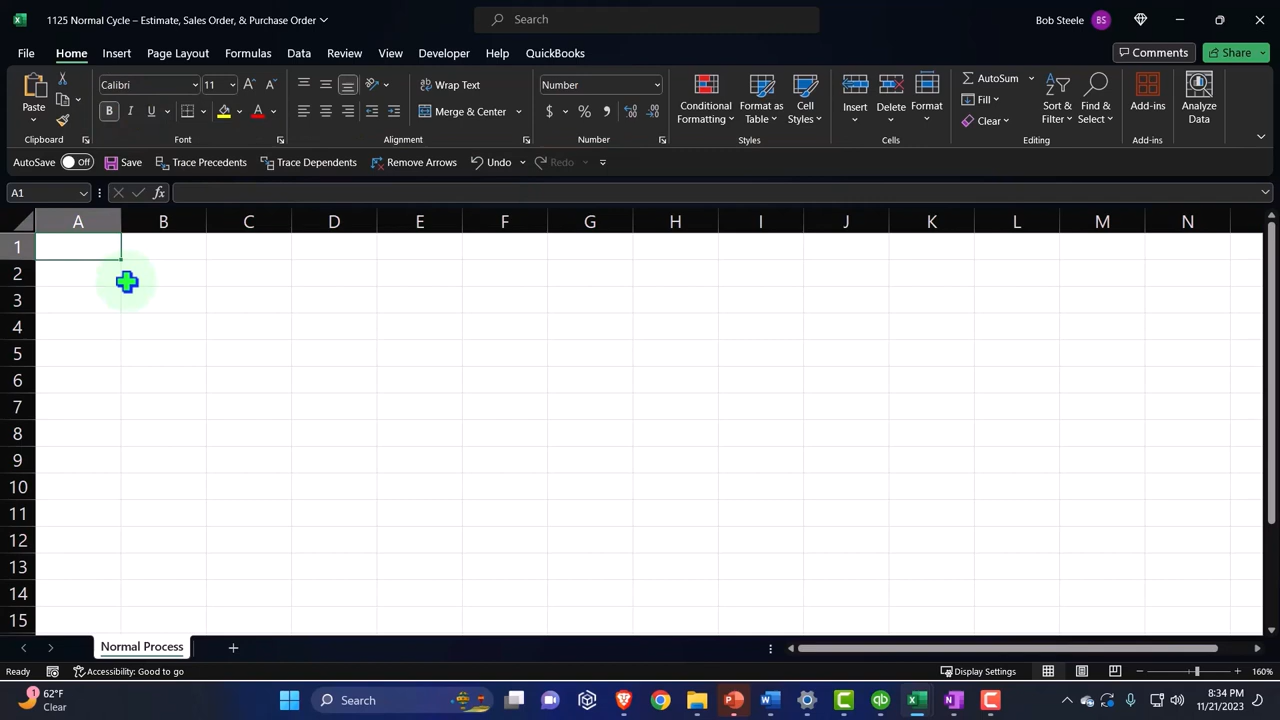 1125 Normal Cycle – Estimate, Sales Order, & Purchase Order
Search
Bob Steele
BS
File
Home
Insert
Page Layout
Formulas
Data
Review
View
Developer
Help
QuickBooks
Comments
Share
Paste
Clipboard
Calibri
11
B
I
U
Font
Wrap Text
Merge & Center
Alignment
Number
$
%
Number
Conditional
Formatting
Format as
Table
Cell
Styles
Styles
Insert
Delete
Format
Cells
AutoSum
Fill
Clear
Sort &
Filter
Find &
Select
Editing
Add-ins
Add-ins
Analyze
Data
AutoSave
Off
Save
Trace Precedents
Trace Dependents
Remove Arrows
Undo
Redo
A1
fx
A B C D E F G H I J K L M N
1
2
3
4
5
6
7
8
9
10
11
12
13
14
15
Normal Process
Ready
Accessibility: Good to go
Display Settings
160%
1
62°F
Clear
Search
8:34 PM
11/21/2023